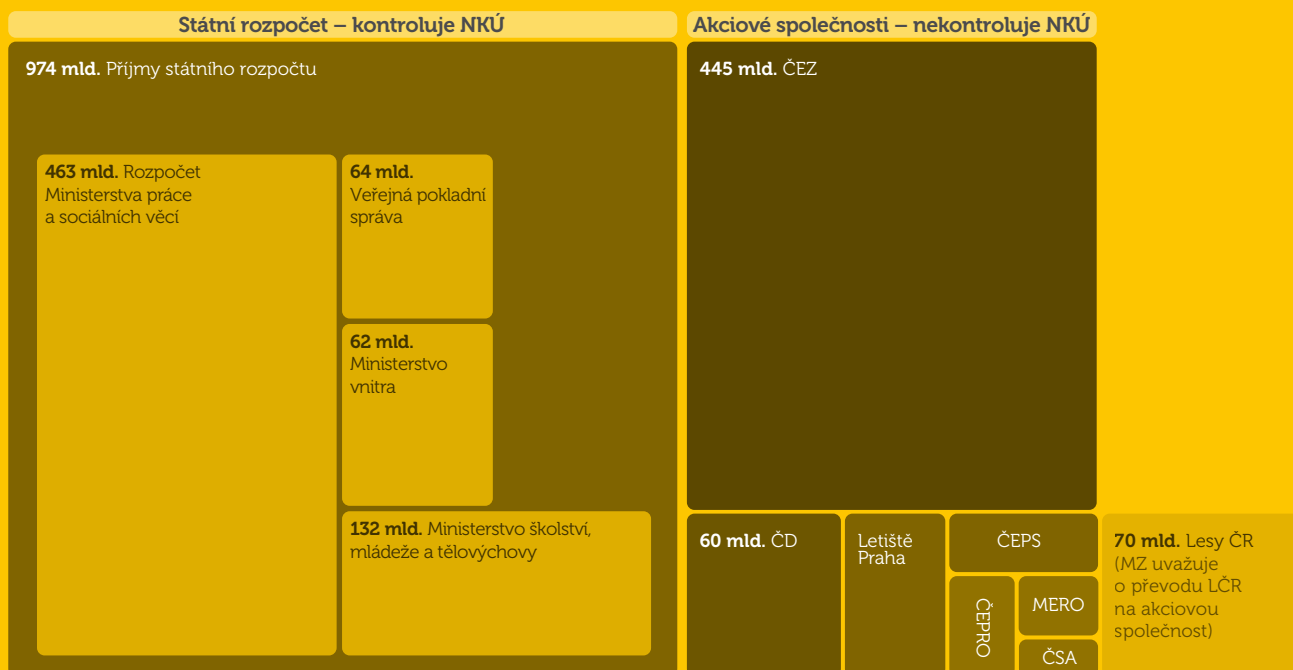 Státní rozpočet – kontroluje NKÚ
974 mld. Příjmy státního rozpočtu
463 mld. Rozpočet
Ministerstva práce
a sociálních věcí
64 mld.
Veřejná pokladní
správa
62 mld.
Ministerstvo
vnitra
132 mld. Ministerstvo školství,
mládeže a tělovýchovy
Akciové společnosti – nekontroluje NKÚ
445 mld. ČEZ
60 mld. ČD
Letiště
Praha
ČEPS
ČEPRO
MERO
ČSA
70 mld. Lesy ČR
(MZ uvažuje
o převodu LČR
na akciovou
společnost)